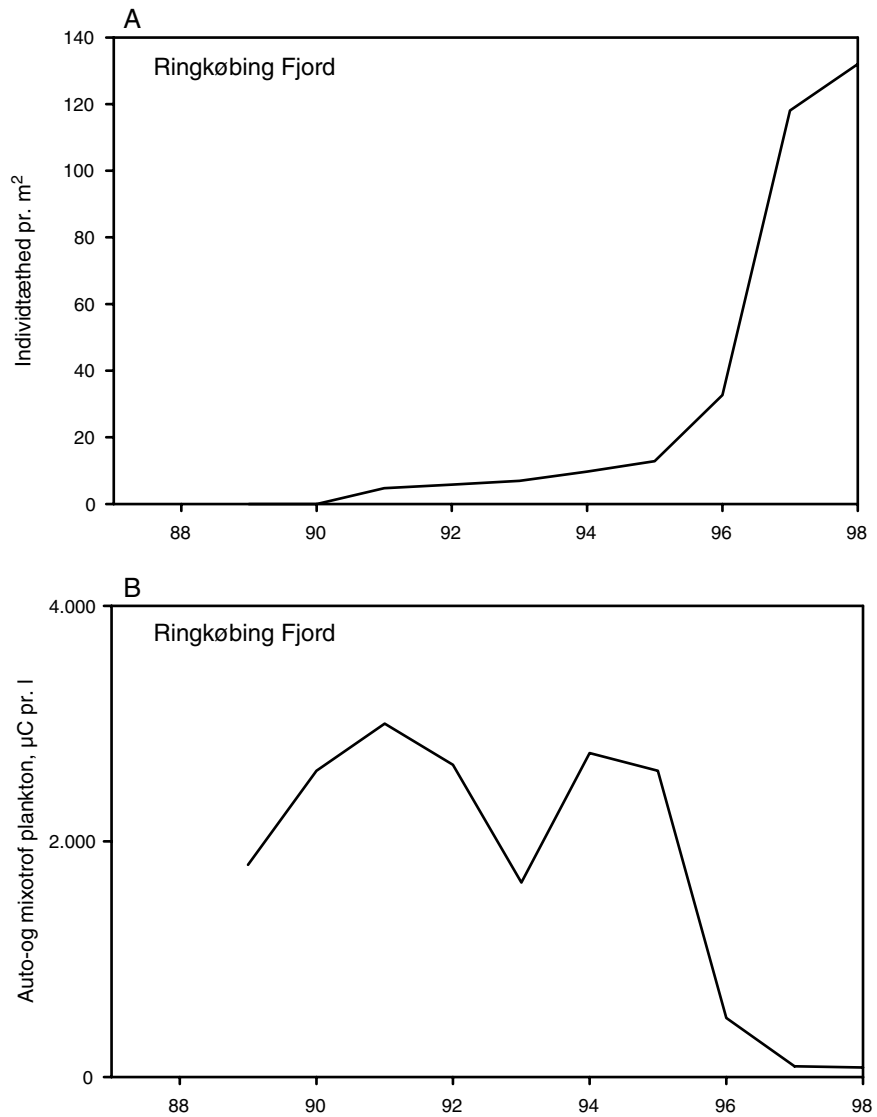 A
140
Ringkøbing Fjord
120
100
80
60
40
20
0
Individtæthed pr. m²
88 90 92 94 96 98
B
4.000
Ringkøbing Fjord
2.000
0
Auto-og mixotrof plankton, µC pr. l
88 90 92 94 96 98